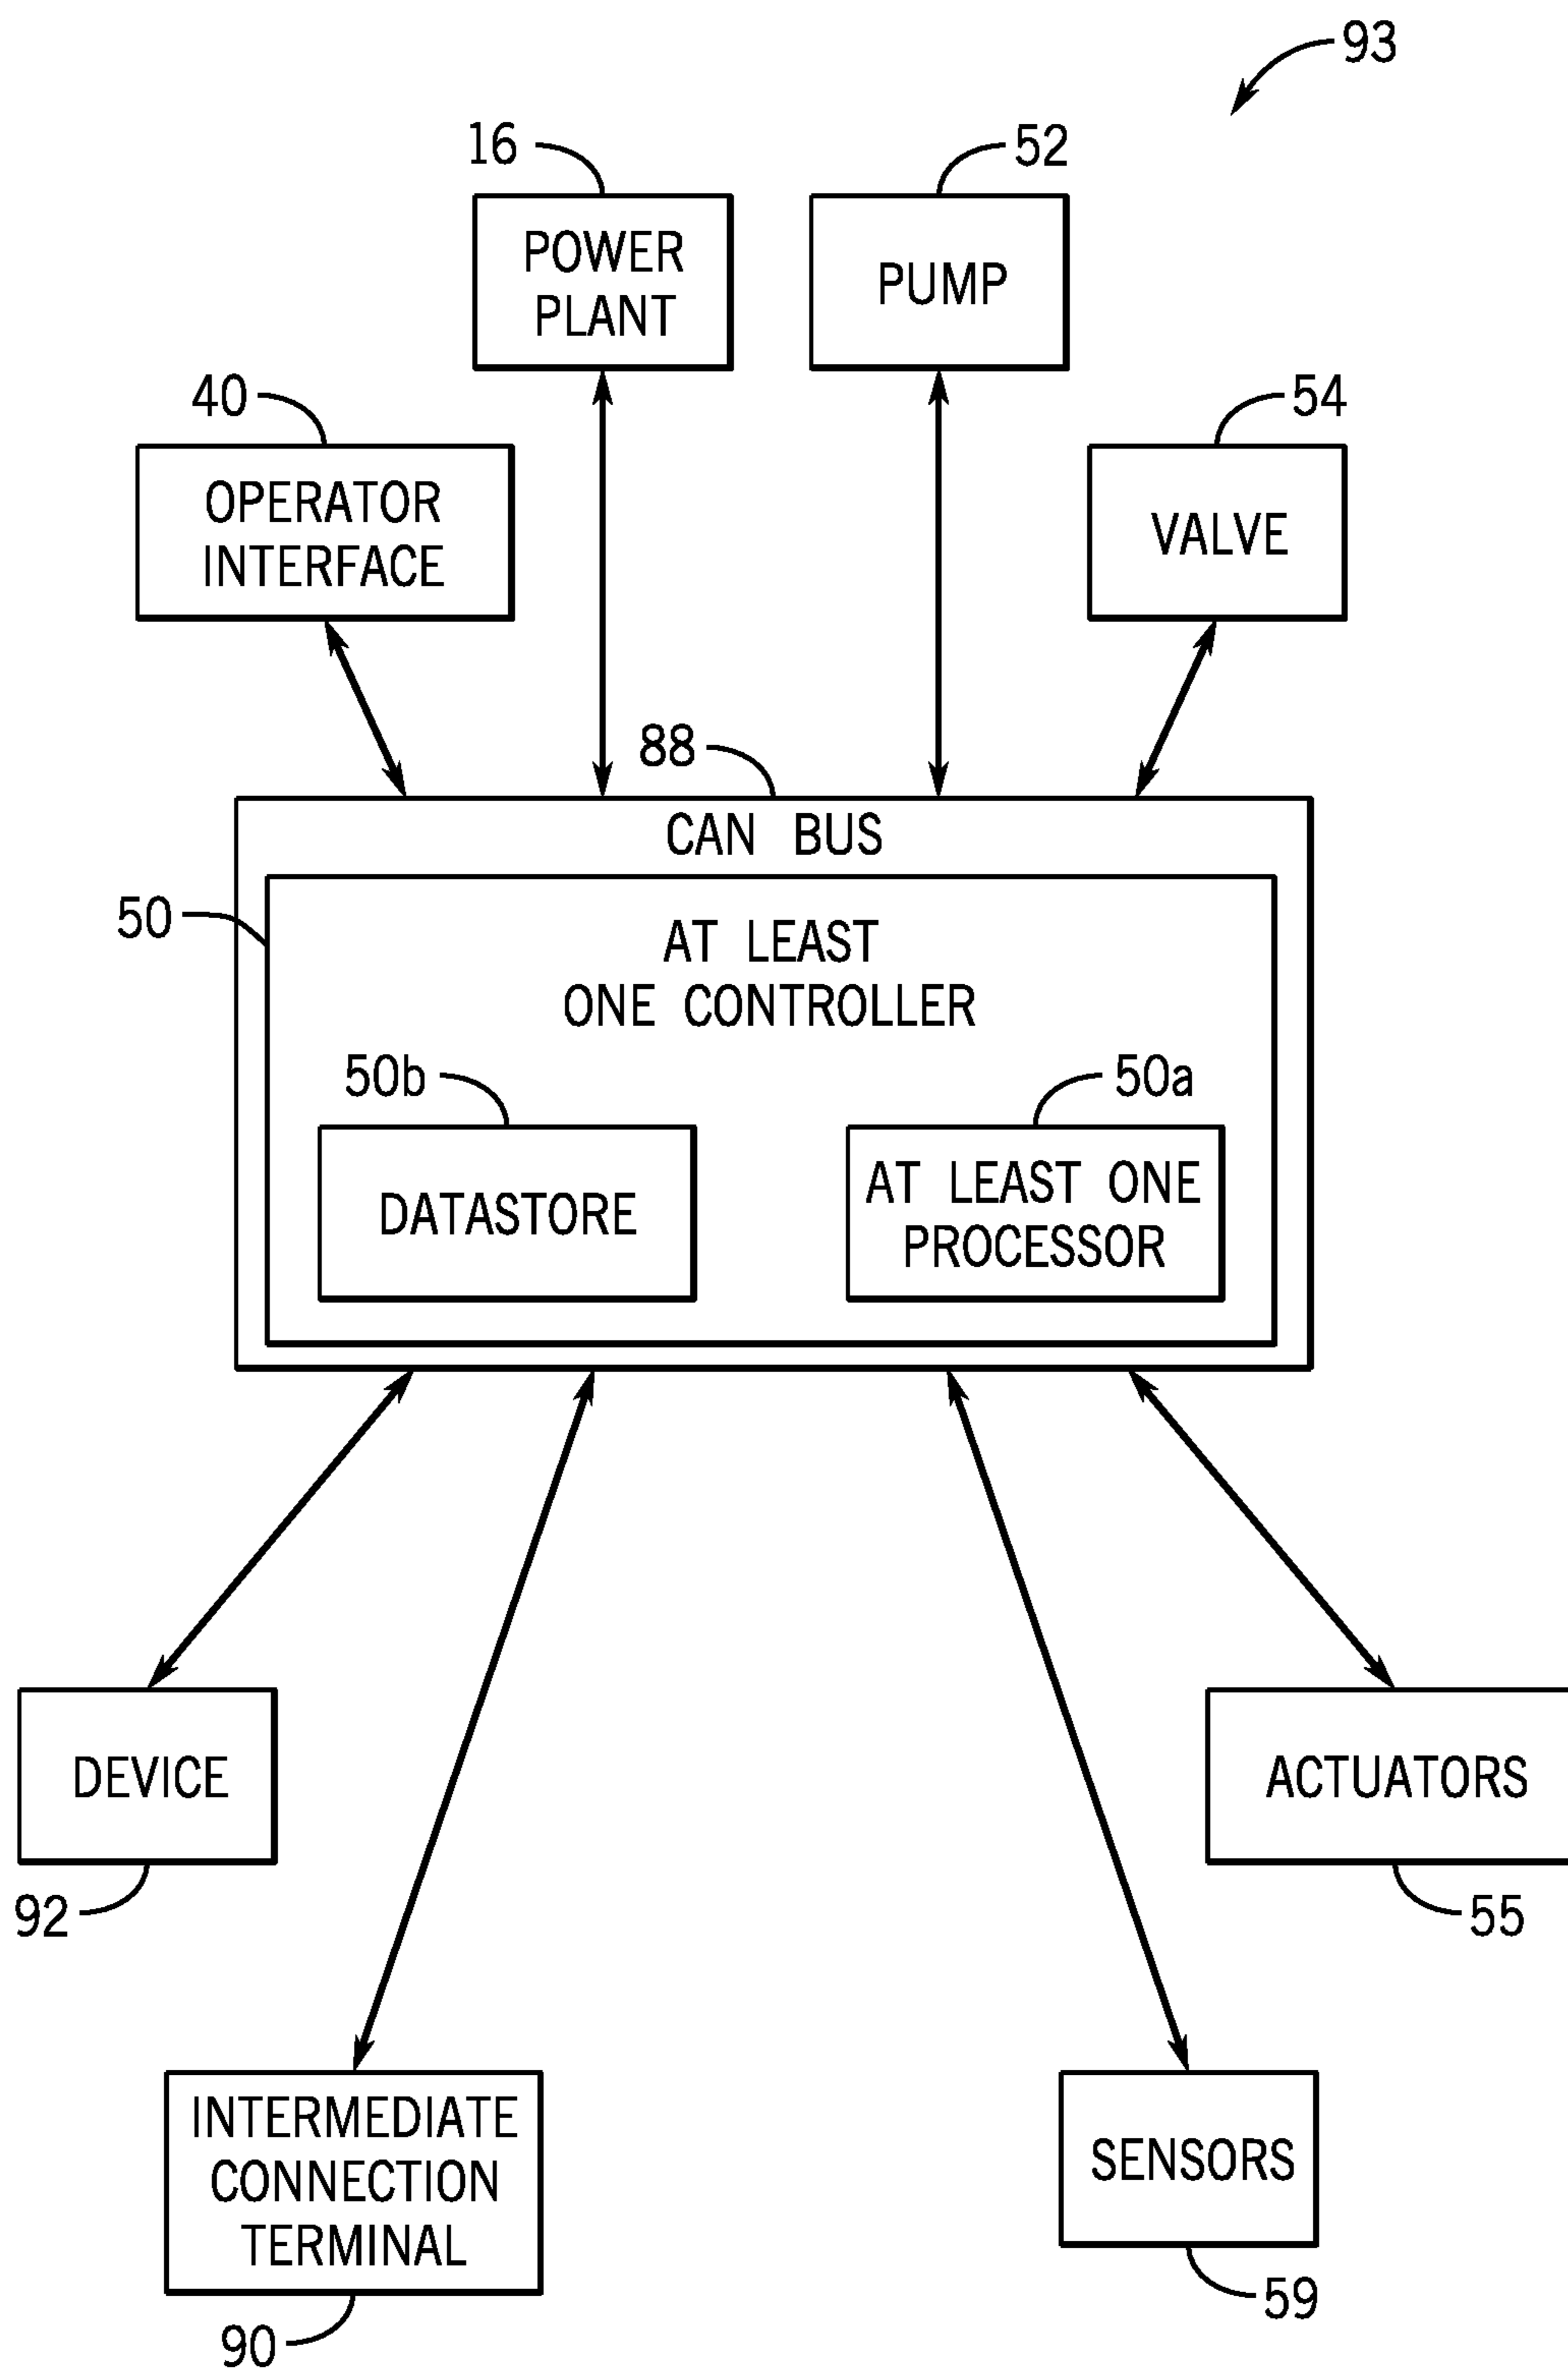 93
16
52
POWER
PLANT
PUMP
40
54
OPERATOR
INTERFACE
VALVE
88
CAN BUS
50
AT LEAST
ONE CONTROLLER
50b
50a
DATASTORE
AT LEAST ONE
PROCESSOR
DEVICE
ACTUATORS
92
55
INTERMEDIATE
CONNECTION
TERMINAL
SENSORS
59
90